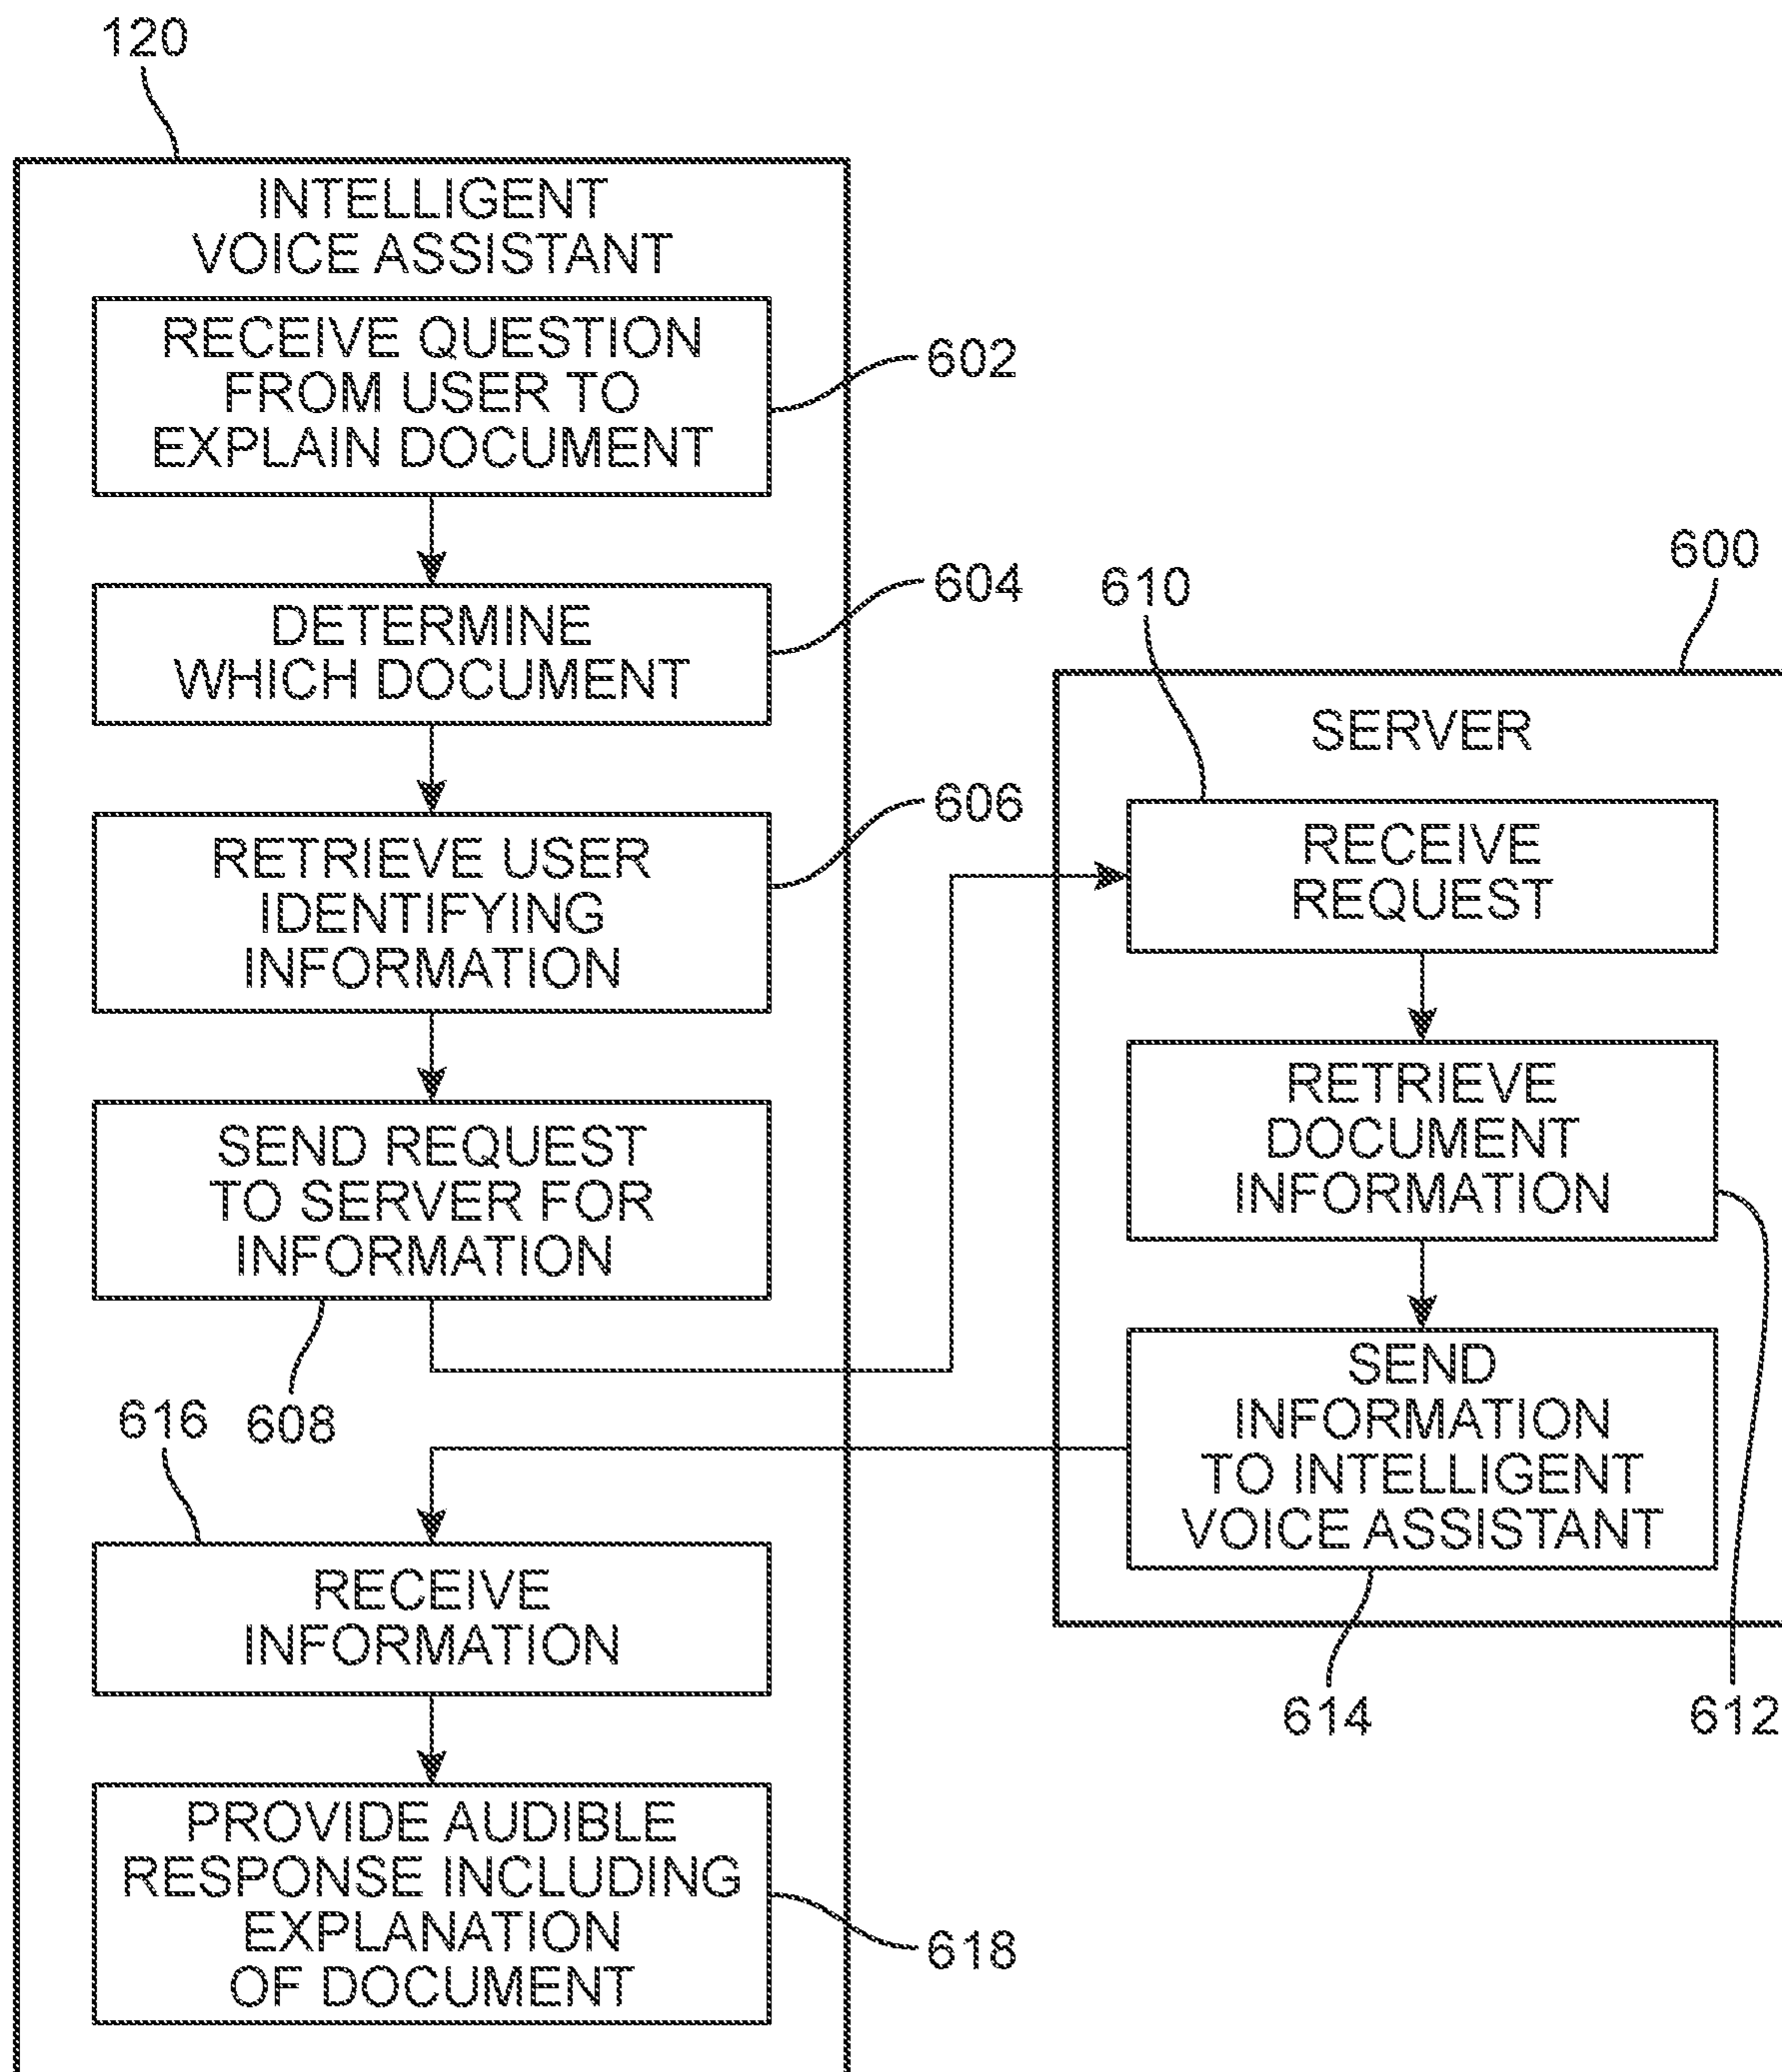 120
INTELLIGENT
VOICE ASSISTANT
RECEIVE QUESTION
FROM USER TO
EXPLAIN DOCUMENT
602
DETERMINE
WHICH DOCUMENT
604
RETRIEVE USER
IDENTIFYING
INFORMATION
606
SEND REQUEST
TO SERVER FOR
INFORMATION
608
600
SERVER
610
RECEIVE
REQUEST
RETRIEVE
DOCUMENT
INFORMATION
612
SEND
INFORMATION
TO INTELLIGENT
VOICE ASSISTANT
614
616
RECEIVE
INFORMATION
PROVIDE AUDIBLE
RESPONSE INCLUDING
EXPLANATION
OF DOCUMENT
618